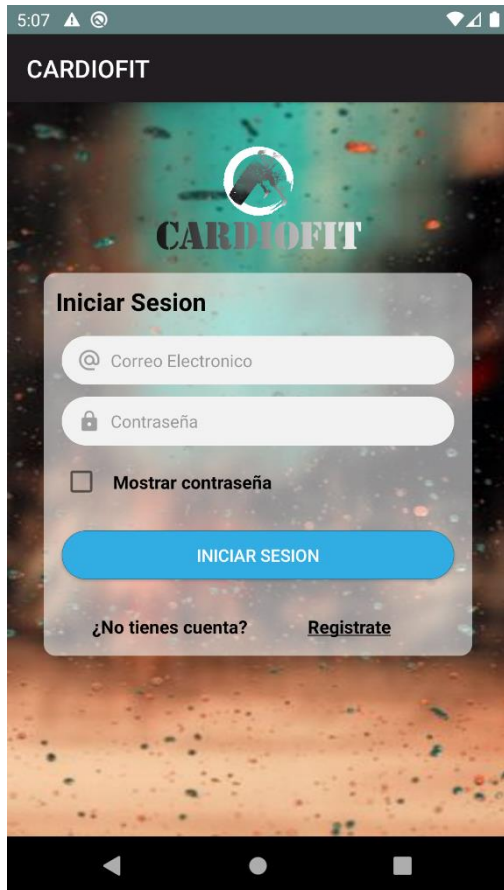 5:07
CARDIOFIT
CARDIOFIT
Iniciar Sesion
Correo Electronico
Contraseña
Mostrar contraseña
INICIAR SESION
¿No tienes cuenta? Registrate